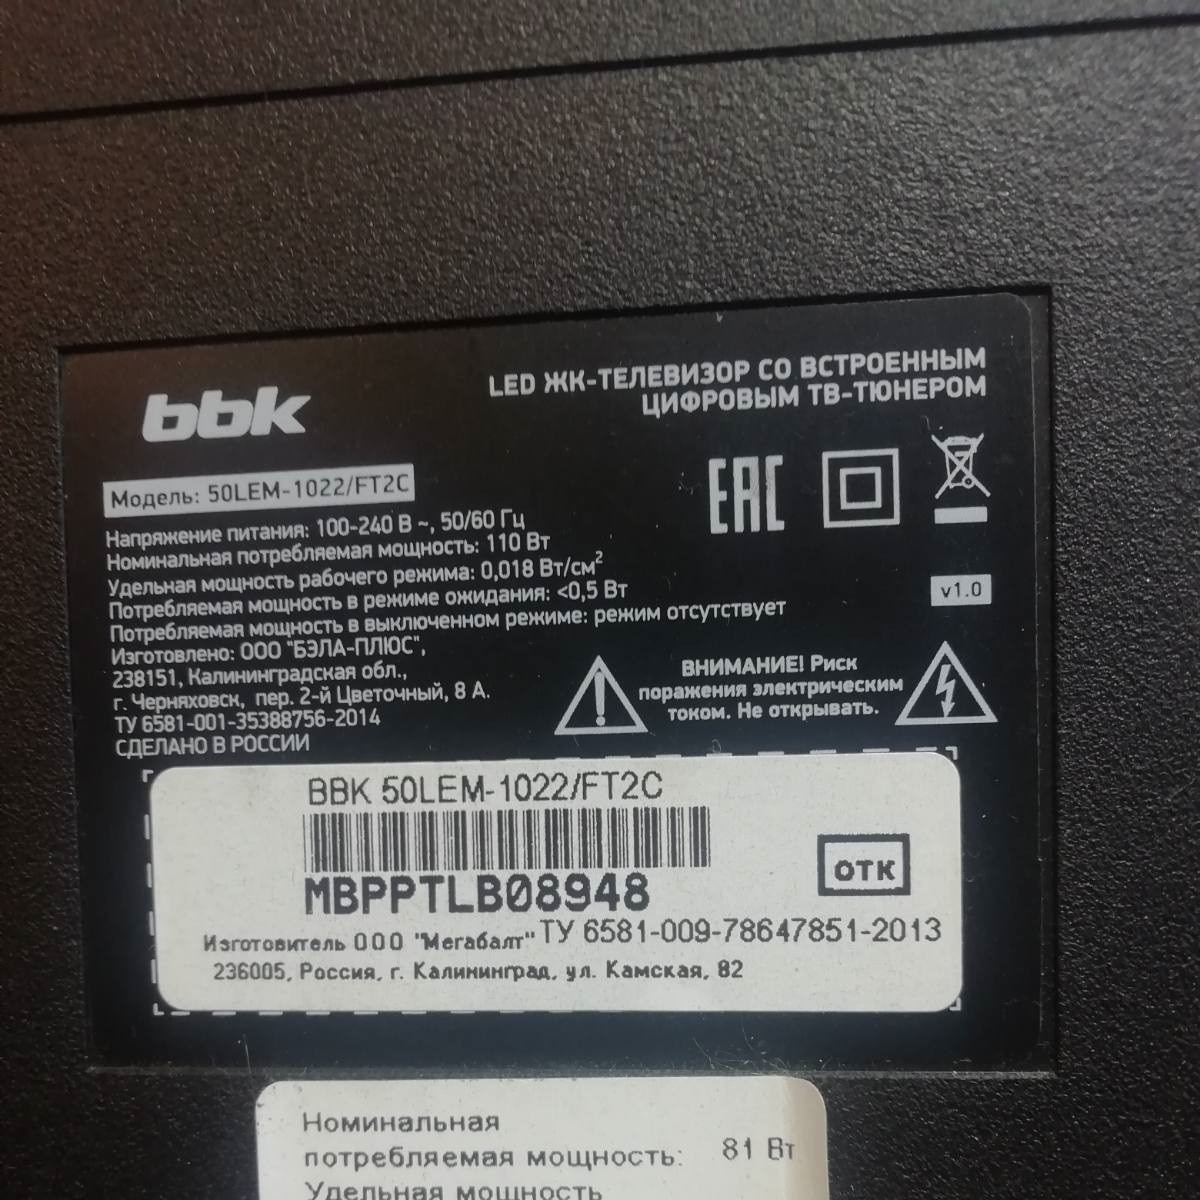 bbk
LED ЖК-ТЕЛЕВИЗОР СО ВСТРОЕННЫМ
ЦИФРОВЫМ ТВ-ТЮНЕРОМ
Модель: 50LEM-1022/FT2C
EAC
Напряжение питания: 100-240 В ~, 50/60 Гц
Номинальная потребляемая мощность: 110 Вт
Удельная мощность рабочего режима: 0,018 Вт/см²
Потребляемая мощность в режиме ожидания: <0,5 Вт
Потребляемая мощность в выключенном режиме: режим отсутствует
v1.0
Изготовлено: ООО "БЭЛА-ПЛЮС",
238151, Калининградская обл.,
г. Черняховск, пер. 2-й Цветочный, 8 А.
ТУ 6581-001-35388756-2014
СДЕЛАНО В РОССИИ
ВНИМАНИЕ! Риск
поражения электрическим
током. Не открывать.
BBK 50LEM-1022/FT2C
MBPPTLB08948
ОТК
Изготовитель ООО "Мегабалт" ТУ 6581-009-78647851-2013
236005, Россия, г. Калининград, ул. Камская, 82
Номинальная
потребляемая мощность: 81 Вт
Удельная мощность